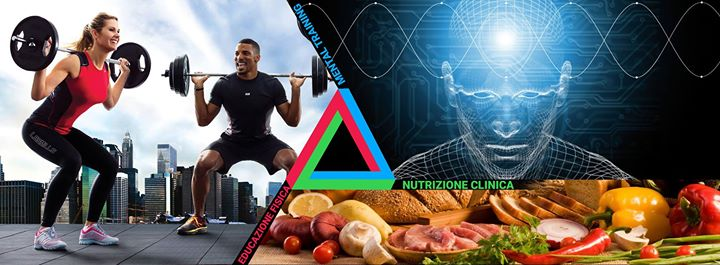 MENTAL TRAINING
NUTRIZIONE CLINICA
EDUCAZIONE FISICA